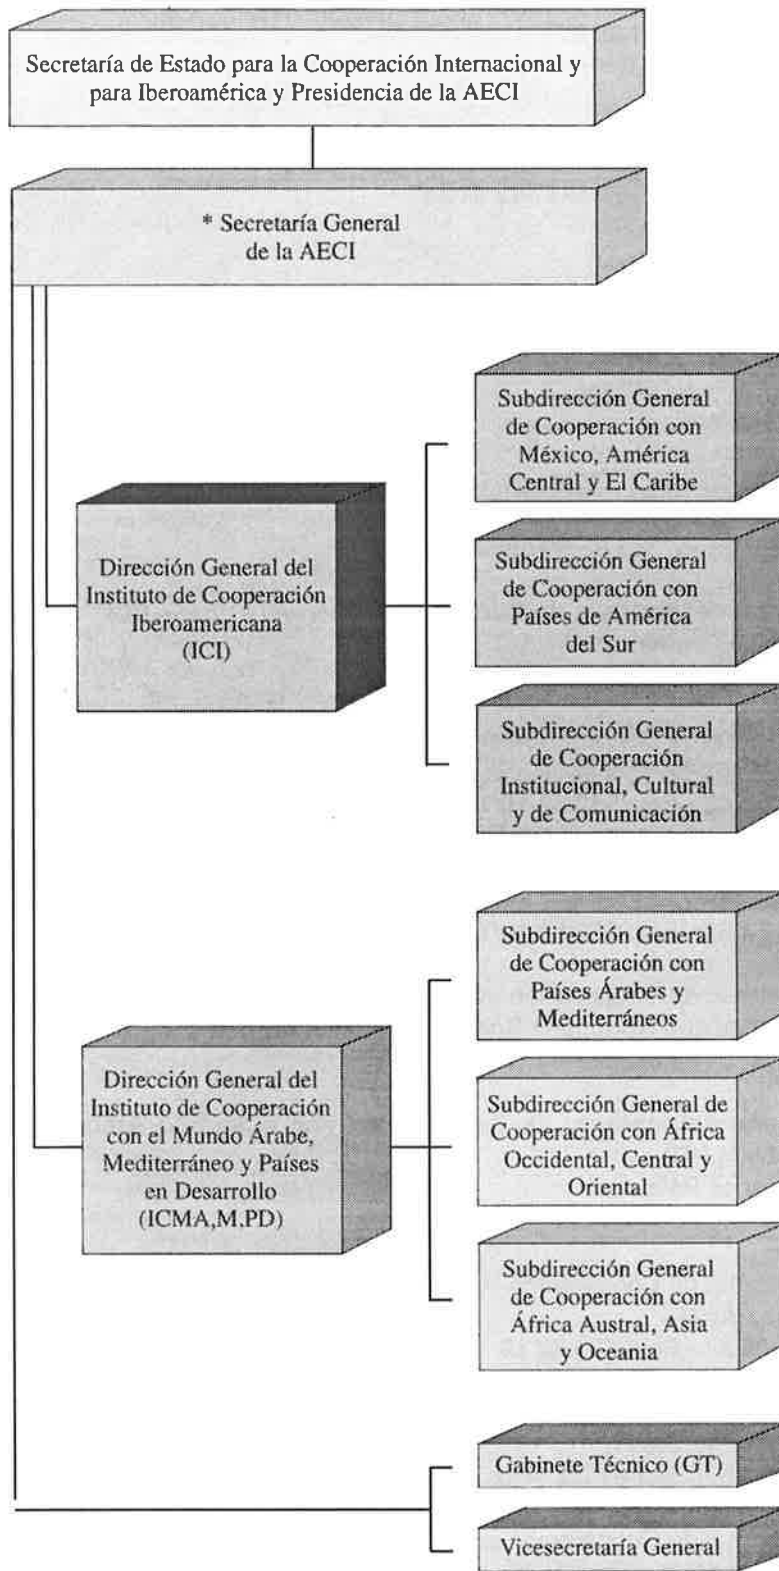 Secretaría de Estado para la Cooperación Internacional y
para Iberoamérica y Presidencia de la AECI
* Secretaría General
de la AECI
Dirección General del
Instituto de Cooperación
Iberoamericana
(ICI)
Subdirección General
de Cooperación con
México, América
Central y El Caribe
Subdirección General
de Cooperación con
Países de América
del Sur
Subdirección General
de Cooperación
Institucional, Cultural
y de Comunicación
Dirección General del
Instituto de Cooperación
con el Mundo Árabe,
Mediterráneo y Países
en Desarrollo
(ICMA,M.PD)
Subdirección General
de Cooperación con
Países Árabes y
Mediterráneos
Subdirección General de
Cooperación con África
Occidental, Central y
Oriental
Subdirección General
de Cooperación con
África Austral, Asia
y Oceania
Gabinete Técnico (GT)
Vicesecretaría General